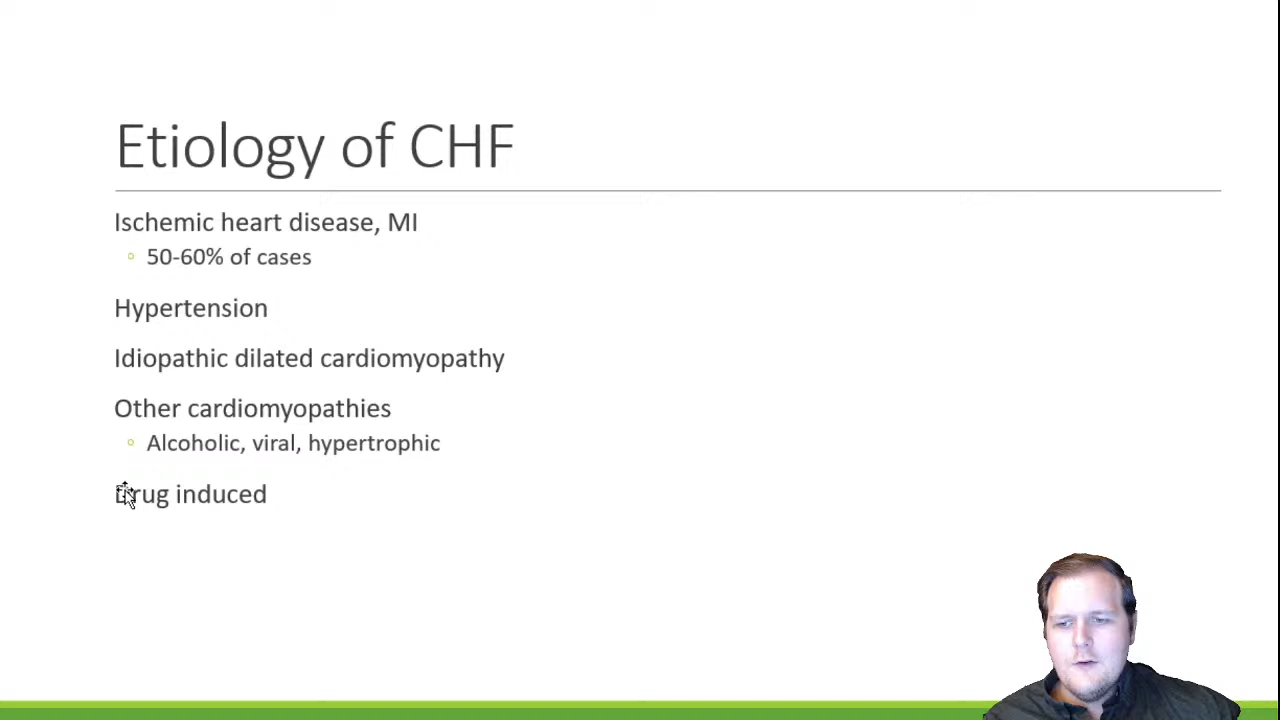 Etiology of CHF
Ischemic heart disease, MI
50-60% of cases
Hypertension
Idiopathic dilated cardiomyopathy
Other cardiomyopathies
Alcoholic, viral, hypertrophic
Drug induced